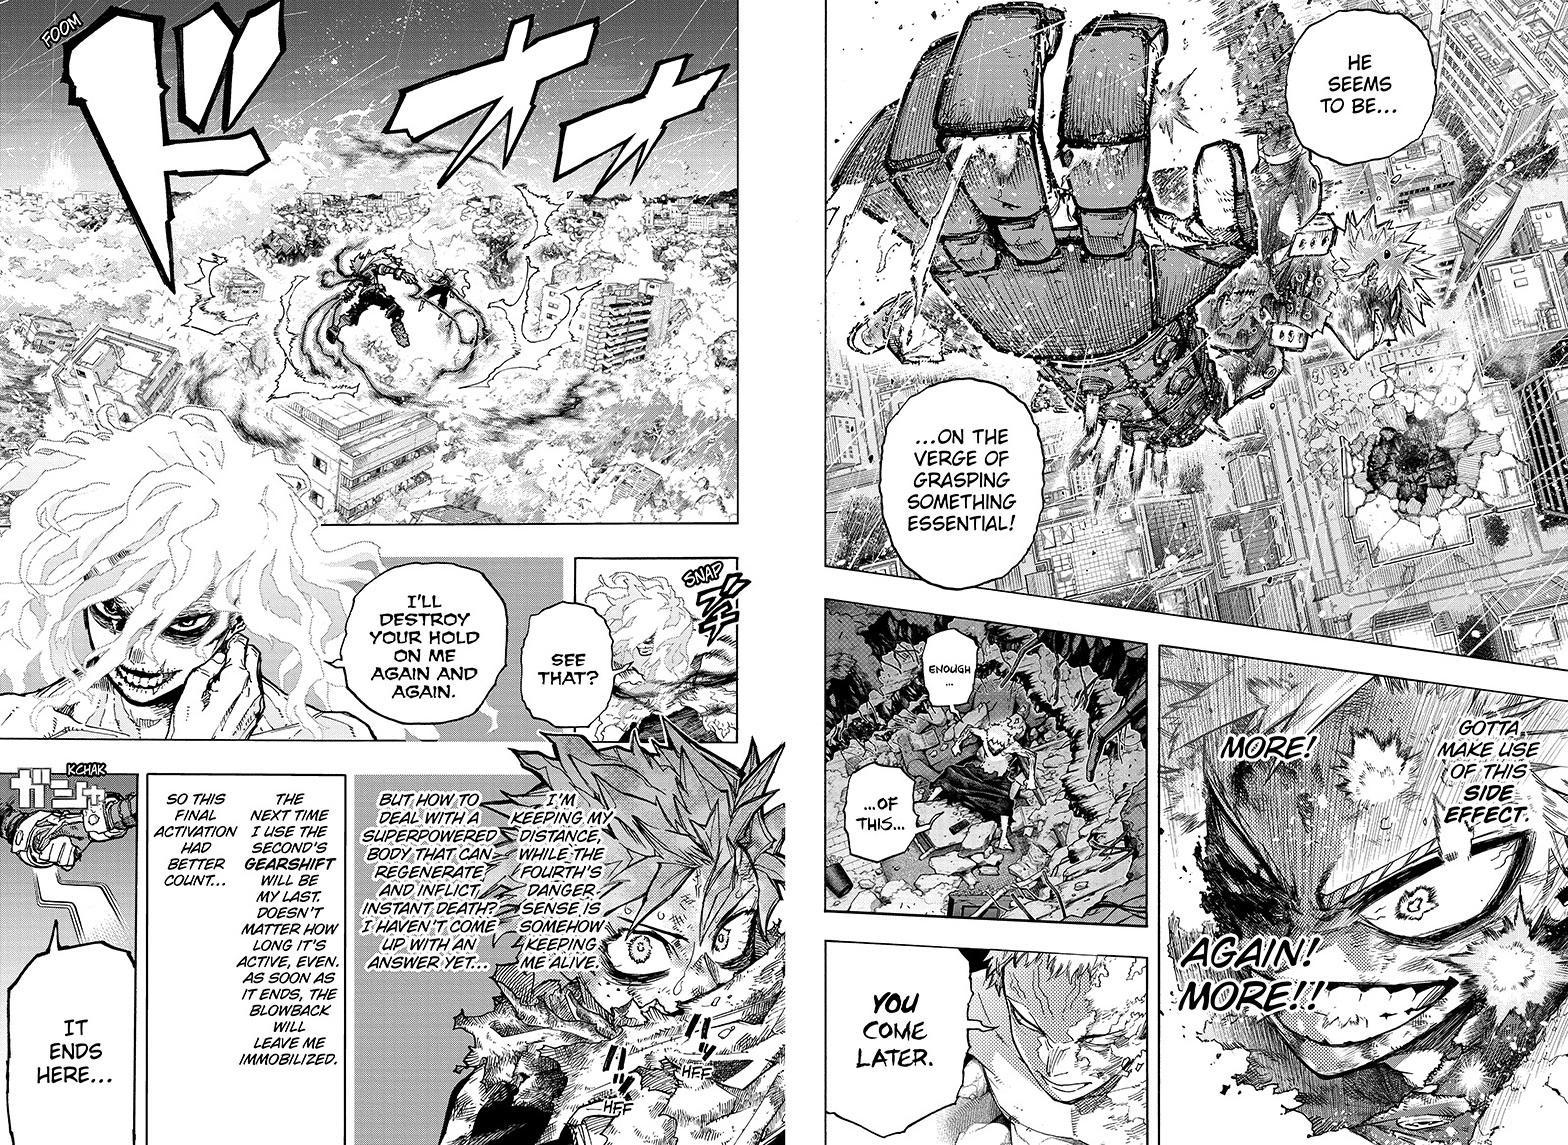 HE
SEEMS
TO BE...
...ON THE
VERGE OF
GRASPING
SOMETHING
ESSENTIAL!
GOTTA
MAKE USE
OF THIS
SIDE
EFFECT.
MORE!
AGAIN!
MORE!!
ENOUGH
...
...OF
THIS...
YOU
COME
LATER.
FOOM
ドォォ
SNAP
SEE
THAT?
I'LL
DESTROY
YOUR HOLD
ON ME
AGAIN AND
AGAIN.
I'M
KEEPING MY
DISTANCE,
WHILE THE
FOURTH'S
DANGER
SENSE IS
SOMEHOW
KEEPING
ME ALIVE.
BUT HOW TO
DEAL WITH A
SUPERPOWERED
BODY THAT CAN
REGENERATE
AND INFLICT
INSTANT DEATH?
I HAVEN'T COME
UP WITH AN
ANSWER YET...
HFF
HFF
THE
NEXT TIME
I USE THE
SECOND'S
GEARSHIFT
WILL BE
MY LAST.
DOESN'T
MATTER HOW
LONG IT'S
ACTIVE, EVEN.
AS SOON AS
IT ENDS, THE
BLOWBACK
WILL
LEAVE ME
IMMOBILIZED.
SO THIS
FINAL
ACTIVATION
HAD
BETTER
COUNT...
KCHAK
ガシャ
IT
ENDS
HERE...